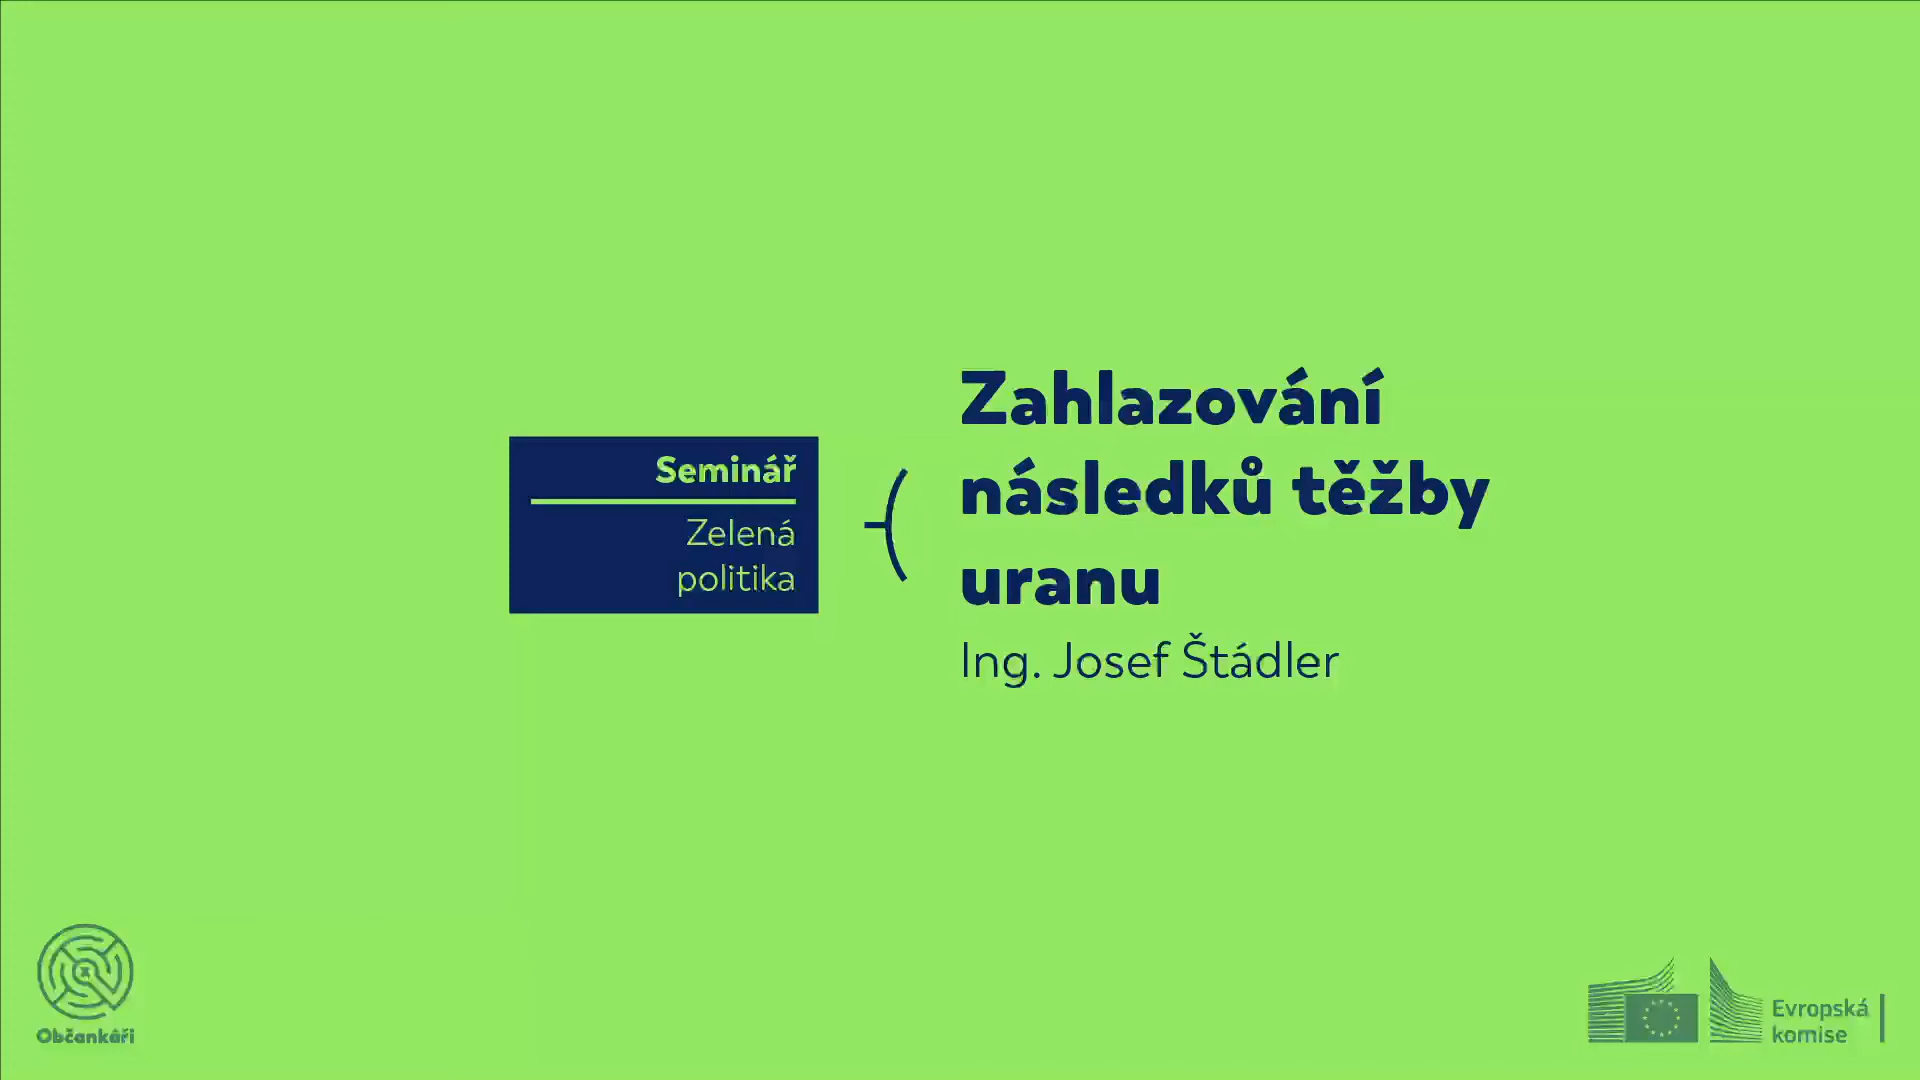 Seminář
Zelená
politika
Zahlazování
následků těžby
uranu
Ing. Josef Štádler
Občankáři
Evropská
komise